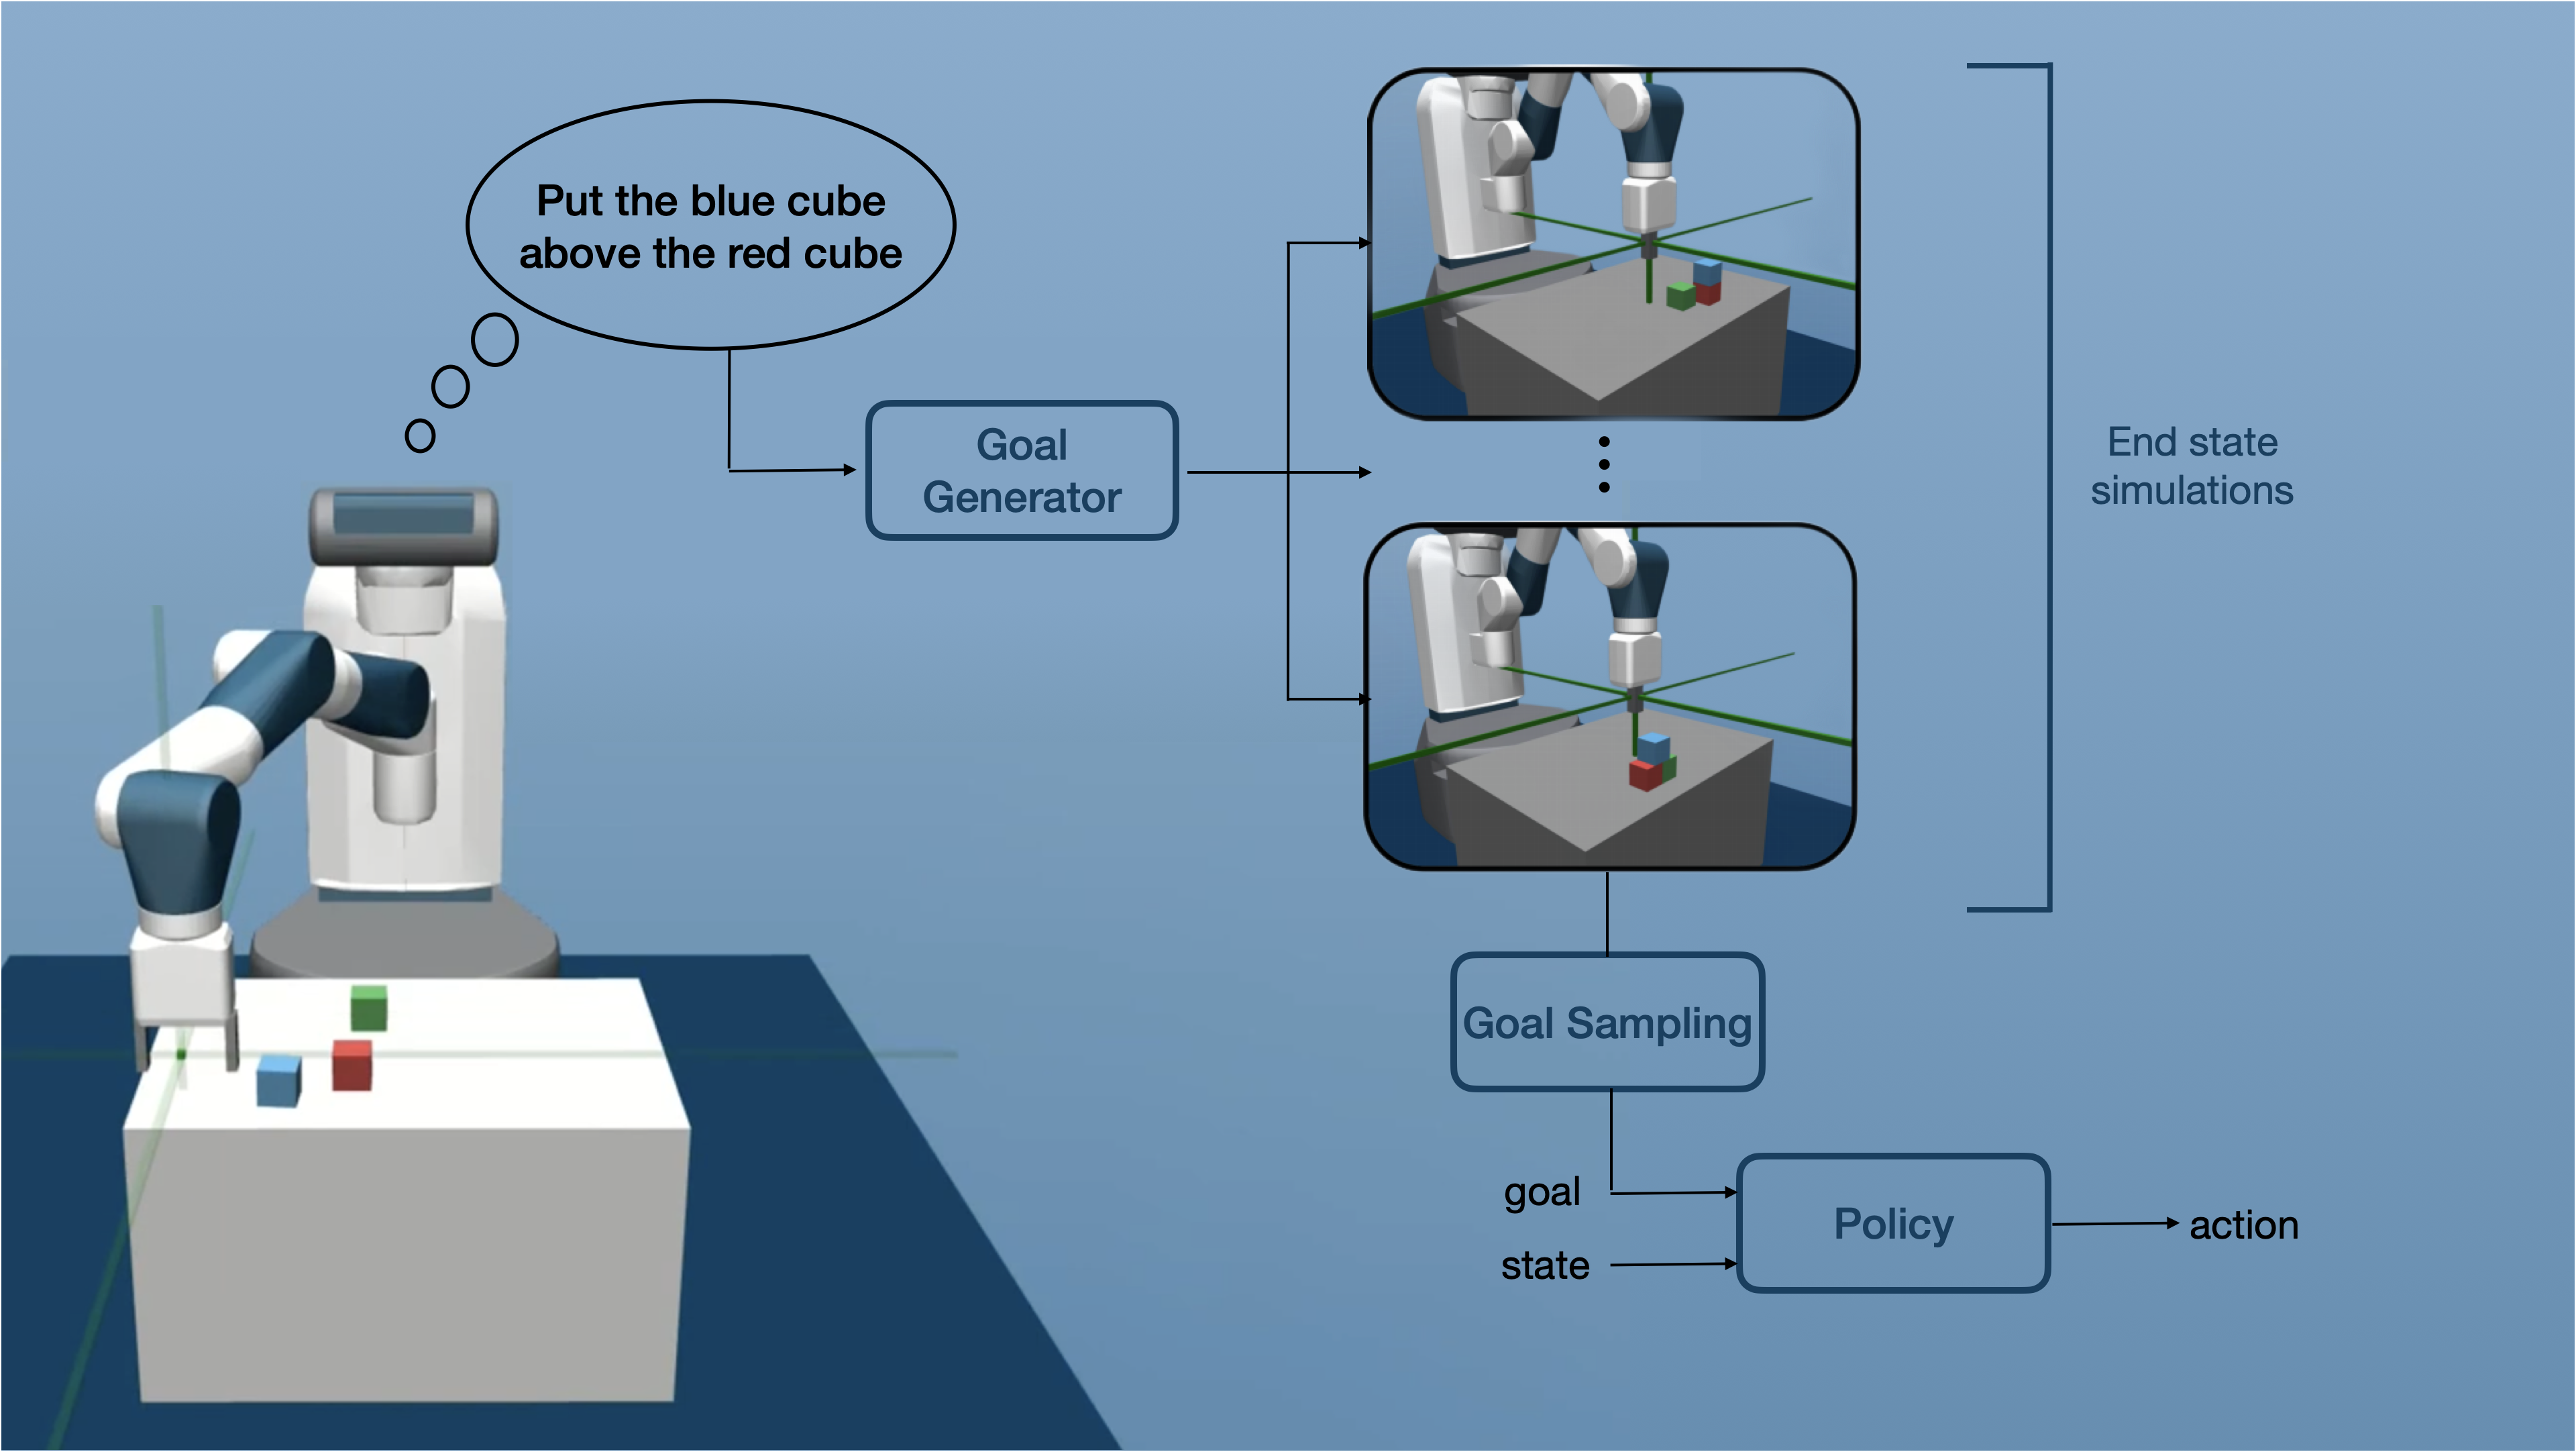 Put the blue cube
above the red cube
Goal
Generator
End state
simulations
Goal Sampling
goal
state
Policy
action